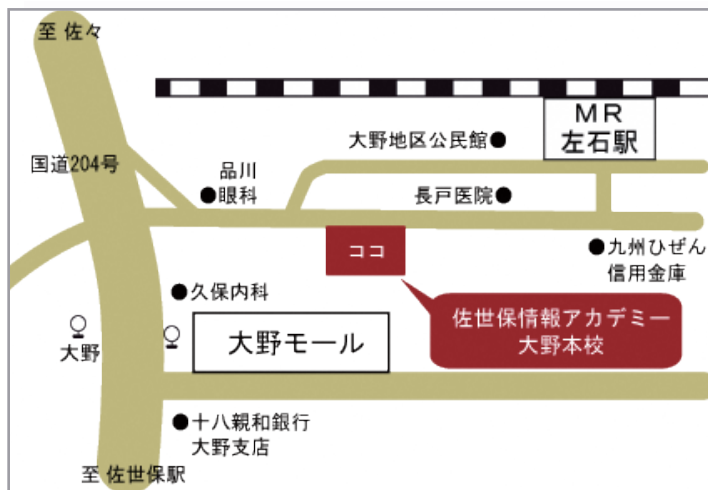 至 佐々
MR
左石駅
大野地区公民館
国道204号
品川
眼科
長戸医院
ココ
九州ひぜん
信用金庫
久保内科
佐世保情報アカデミー
大野本校
大野
大野モール
十八親和銀行
大野支店
至 佐世保駅